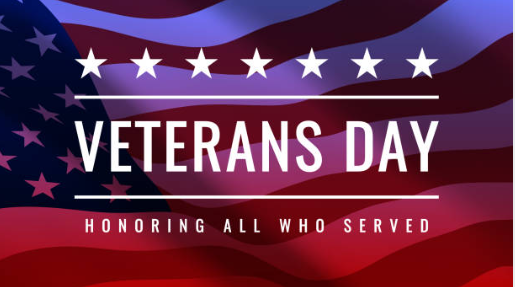 VETERANS DAY
HONORING ALL WHO SERVED